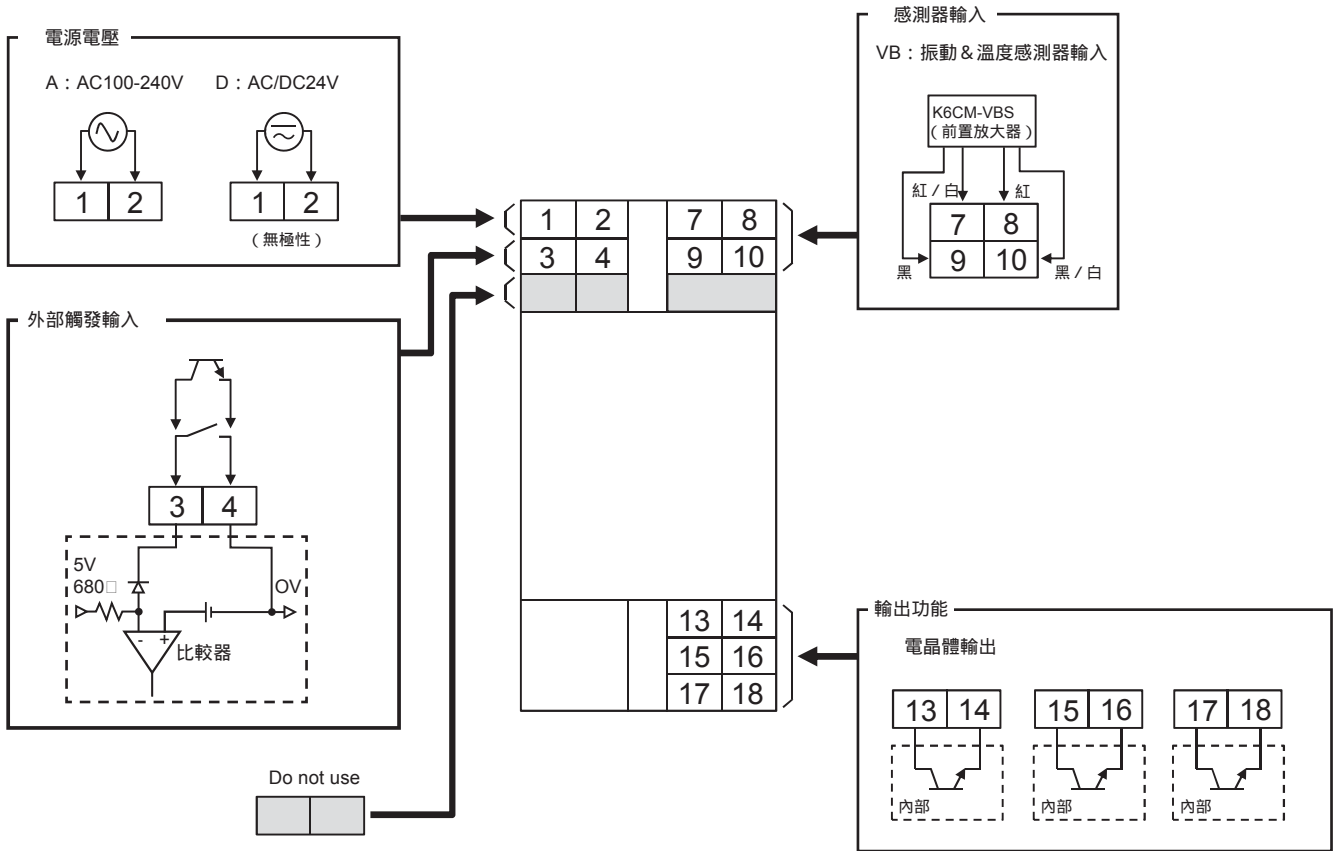 電源電壓
A：AC100-240V D：AC/DC24V
1 2
1 2
（無極性）
外部觸發輸入
3 4
5V
680□
OV
- +
比較器
Do not use
1 2 7 8
3 4 9 10
13 14
15 16
17 18
感測器輸入
VB：振動＆溫度感測器輸入
K6CM-VBS
（前置放大器）
紅／白 紅
7 8
9 10
黑 黑／白
輸出功能
電晶體輸出
13 14 15 16 17 18
內部 內部 內部